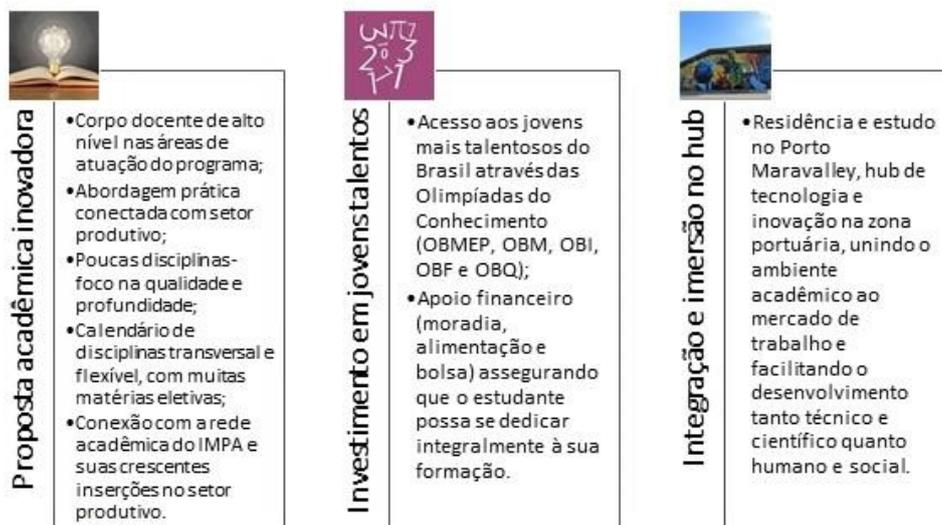 Proposta acadêmica inovadora
•Corpo docente de alto
nível nas áreas de
atuação do programa;
•Abordagem prática
conectada com setor
produtivo;
•Poucas disciplinas-
foco na qualidade e
profundidade;
•Calendário de
disciplinas transversal e
flexível, com muitas
matérias eletivas;
•Conexão com a rede
acadêmica do IMPA e
suas crescentes
inserções no setor
produtivo.
Investimento em jovens talentos
•Acesso aos jovens
mais talentosos do
Brasil através das
Olimpíadas do
Conhecimento
(OBMEP, OBM, OBI,
OBF e OBQ);
•Apoio financeiro
(moradia,
alimentação e
bolsa) assegurando
que o estudante
possa se dedicar
integralmente à sua
formação.
Integração e imersão no hub
•Residência e estudo
no Porto
Maravalley, hub de
tecnologia e
inovação na zona
portuária, unindo o
ambiente
acadêmico ao
mercado de
trabalho e
facilitando o
desenvolvimento
tanto técnico e
científico quanto
humano e social.